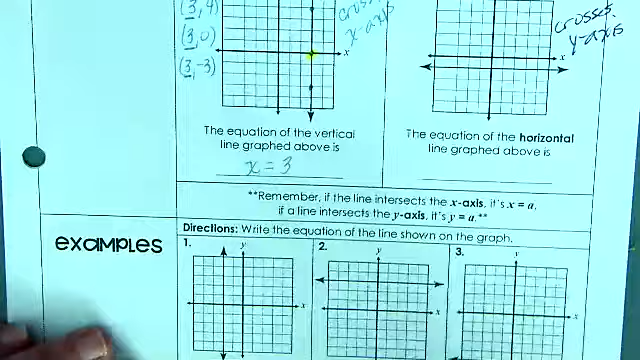 (3, 4)
(3, 0)
(3, -3)
crosses
x-axis
x
crosses
y-axis
x
The equation of the vertical
line graphed above is
x = 3
The equation of the horizontal
line graphed above is
**Remember, if the line intersects the x-axis, it's x = a,
if a line intersects the y-axis, it's y = a.**
examples
Directions: Write the equation of the line shown on the graph.
1.
y
x
2.
y
x
3.
y
x